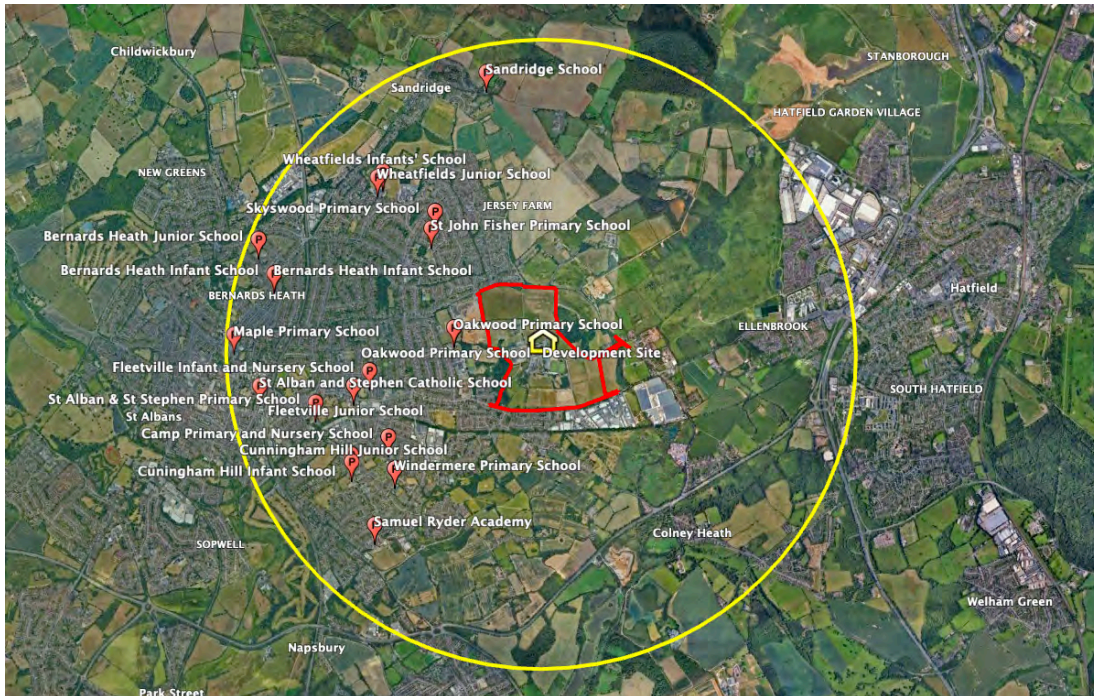 Childwickbury
STANBOROUGH
Sandridge School
Sandridge
HATFIELD GARDEN VILLAGE
Wheatfields Infants' School
NEW GREENS
Wheatfields Junior School
Skyswood Primary School
JERSEY FARM
St John Fisher Primary School
Bernards Heath Junior School
Bernards Heath Infant School
Bernards Heath Infant School
Hatfield
BERNARDS HEATH
Maple Primary School
Oakwood Primary School
ELLENBROOK
Oakwood Primary School
Development Site
Fleetville Infant and Nursery School
St Alban and Stephen Catholic School
SOUTH HATFIELD
St Alban & St Stephen Primary School
Fleetville Junior School
St Albans
Camp Primary and Nursery School
Cunningham Hill Junior School
Cuningham Hill Infant School
Windermere Primary School
Samuel Ryder Academy
Colney Heath
SOPWELL
Welham Green
Napsbury
Park Street